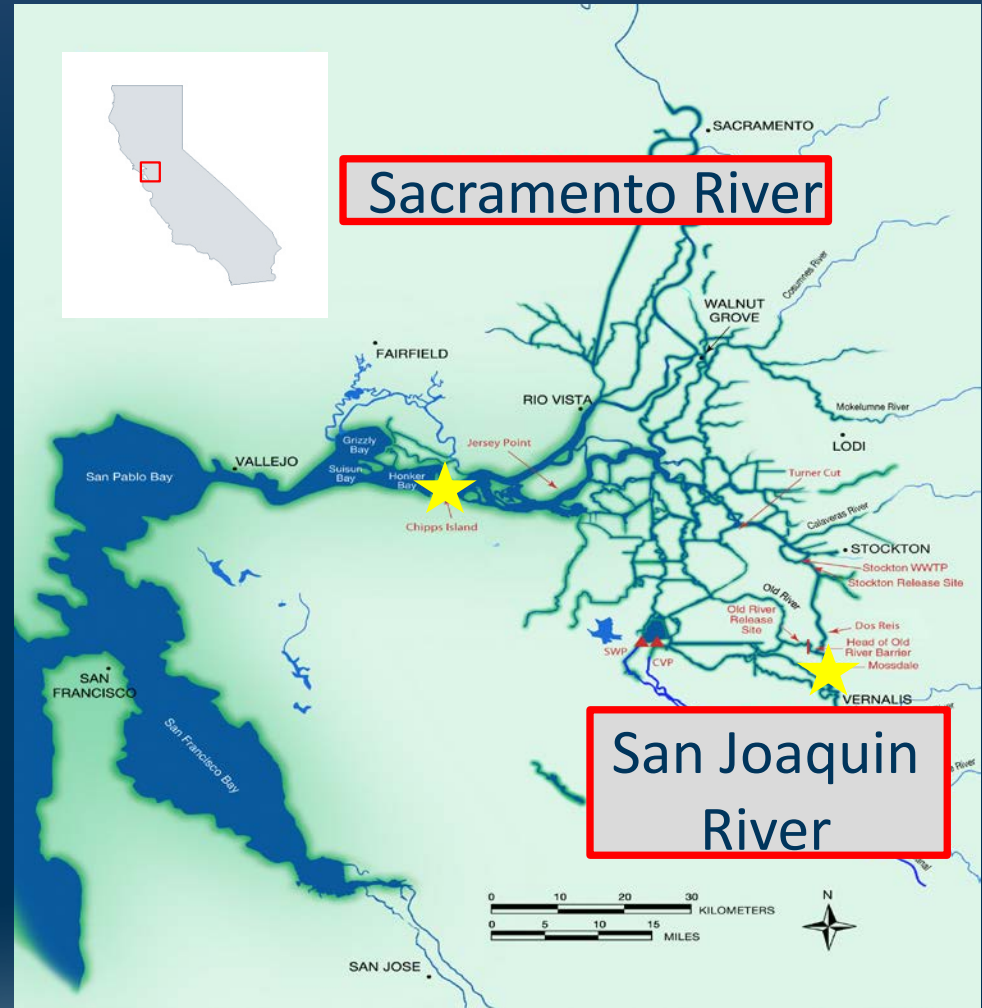 SACRAMENTO
Sacramento River
Cosumnes River
WALNUT
GROVE
FAIRFIELD
RIO VISTA
Mokelumne River
LODI
Grizzly
Bay
Jersey Point
VALLEJO
San Pablo Bay
Suisun
Bay
Honker
Bay
Turner Cut
Chipps Island
Calaveras River
STOCKTON
Stockton WWTP
Stockton Release Site
Old River
Old River
Release
Site
Dos Reis
Head of Old
River Barrier
Mossdale
SWP
CVP
SAN
FRANCISCO
VERNALIS
San Francisco Bay
San Joaquin
River
River
N
0 10 20 30
KILOMETERS
0 5 10 15
MILES
SAN JOSE